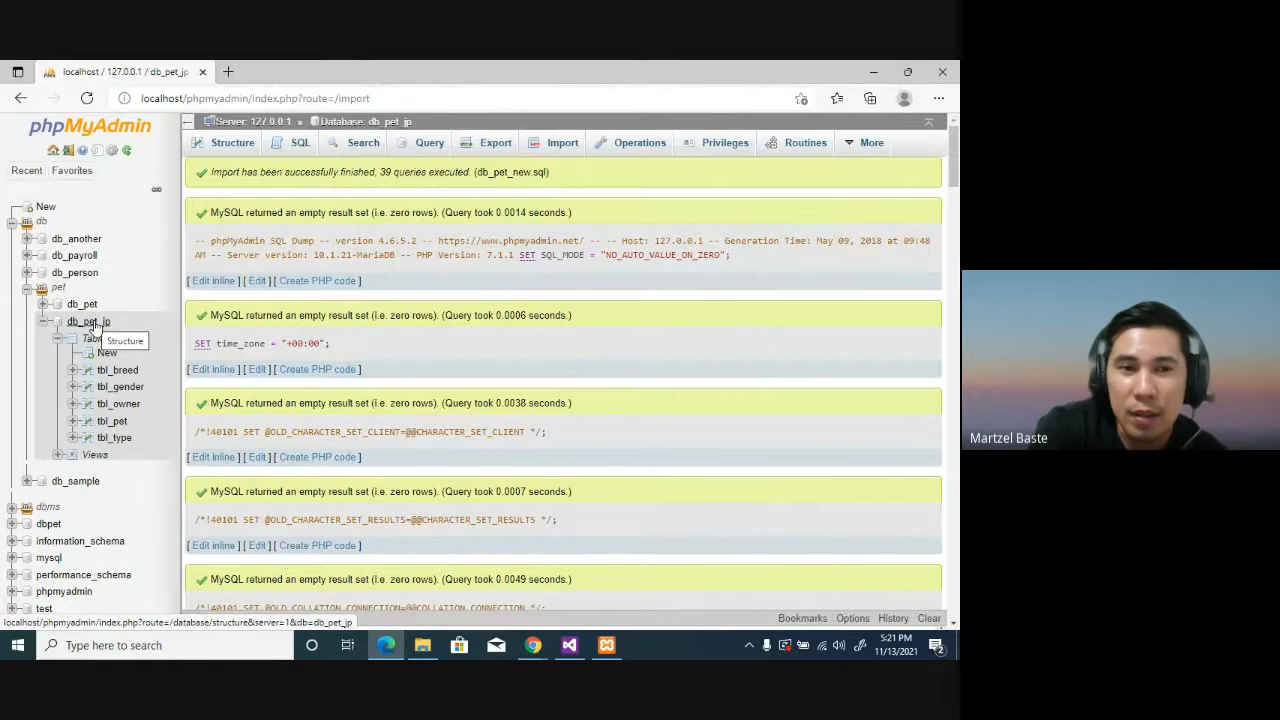 localhost / 127.0.0.1 / db_pet_jp
localhost/phpmyadmin/index.php?route=/import
phpMyAdmin
Server: 127.0.0.1 » Database: db_pet_jp
Structure SQL Search Query Export Import Operations Privileges Routines More
Recent Favorites
New
db
db_another
db_payroll
db_person
pet
db_pet
db_pet_jp
Structure
New
tbl_breed
tbl_gender
tbl_owner
tbl_pet
tbl_type
Views
db_sample
dbms
dbpet
information_schema
mysql
performance_schema
phpmyadmin
test
Import has been successfully finished, 39 queries executed. (db_pet_new.sql)
MySQL returned an empty result set (i.e. zero rows). (Query took 0.0014 seconds.)
-- phpMyAdmin SQL Dump -- version 4.6.5.2 -- https://www.phpmyadmin.net/ -- -- Host: 127.0.0.1 -- Generation Time: May 09, 2018 at 09:48
AM -- Server version: 10.1.21-MariaDB -- PHP Version: 7.1.1 SET SQL_MODE = "NO_AUTO_VALUE_ON_ZERO";
[ Edit inline ] [ Edit ] [ Create PHP code ]
MySQL returned an empty result set (i.e. zero rows). (Query took 0.0006 seconds.)
SET time_zone = "+00:00";
[ Edit inline ] [ Edit ] [ Create PHP code ]
MySQL returned an empty result set (i.e. zero rows). (Query took 0.0038 seconds.)
/*!40101 SET @OLD_CHARACTER_SET_CLIENT=@@CHARACTER_SET_CLIENT */;
[ Edit inline ] [ Edit ] [ Create PHP code ]
MySQL returned an empty result set (i.e. zero rows). (Query took 0.0007 seconds.)
/*!40101 SET @OLD_CHARACTER_SET_RESULTS=@@CHARACTER_SET_RESULTS */;
[ Edit inline ] [ Edit ] [ Create PHP code ]
MySQL returned an empty result set (i.e. zero rows). (Query took 0.0049 seconds.)
/*!40101 SET @OLD_COLLATION_CONNECTION=@@COLLATION_CONNECTION */;
Bookmarks Options History Clear
localhost/phpmyadmin/index.php?route=/database/structure&server=1&db=db_pet_jp
Type here to search
5:21 PM
11/13/2021
2
Martzel Baste